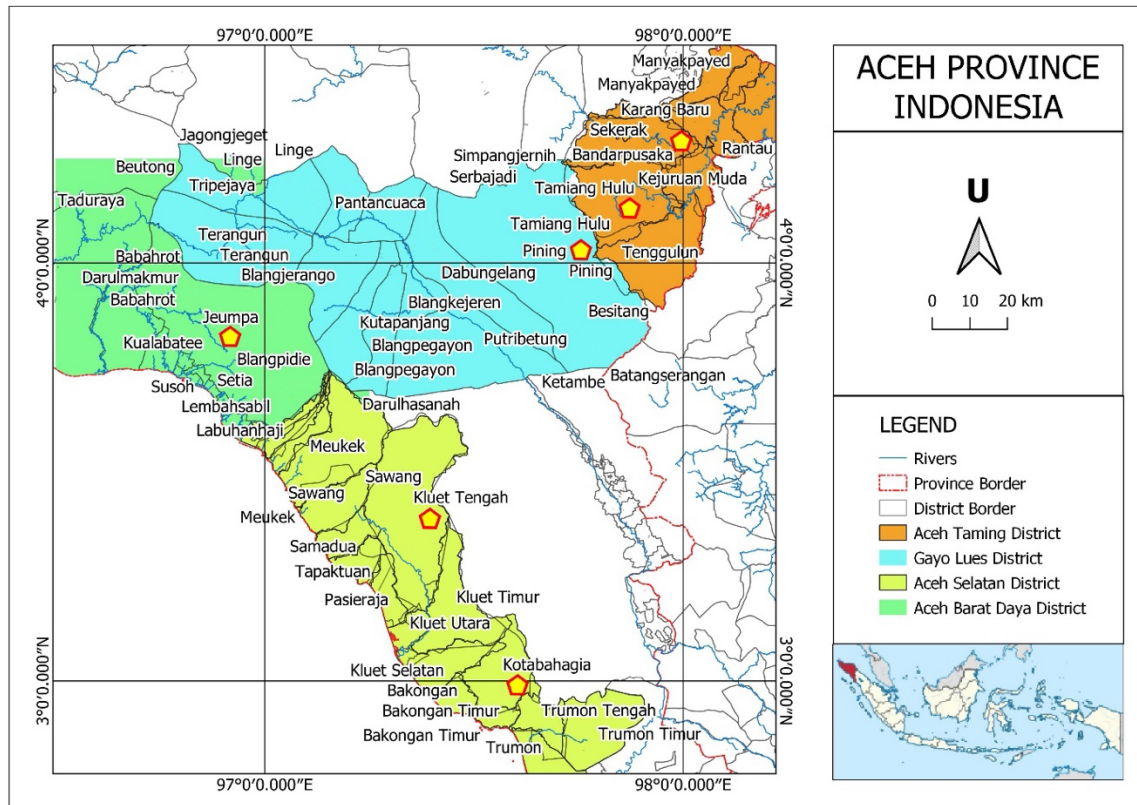 97°0′0.000″E
98°0′0.000″E
Manyakpayed
Manyakpayed
Karang Baru
Sekerak
Jagongjeget
Linge
Linge
Simpangjernih
Bandarpusaka
Rantau
Beutong
Serbajadi
Kejuruan Muda
Tripejaya
Tamiang Hulu
Taduraya
Pantancuaca
Tamiang Hulu
Terangun
Terangun
Pining
Pining
Tenggulun
Babahrot
Blangjerango
Dabungelang
Darulmakmur
Babahrot
Blangkejeren
Besitang
Jeumpa
Kutapanjang
Kualabatee
Blangpidie
Blangpegayon
Putribetung
Blangpegayon
Susoh
Setia
Ketambe
Batangserangan
Lembahsabil
Darulhasanah
Labuhanhaji
Meukek
Sawang
Sawang
Kluet Tengah
Meukek
Samadua
Tapaktuan
Pasieraja
Kluet Timur
Kluet Utara
Kluet Selatan
Kotabahagia
Bakongan
Bakongan Timur
Trumon Tengah
Bakongan Timur
Trumon
Trumon Timur
4°0′0.000″N
4°0′0.000″N
3°0′0.000″N
3°0′0.000″N
97°0′0.000″E
98°0′0.000″E
ACEH PROVINCE
INDONESIA
U
0 10 20 km
LEGEND
Rivers
Province Border
District Border
Aceh Taming District
Gayo Lues District
Aceh Selatan District
Aceh Barat Daya District